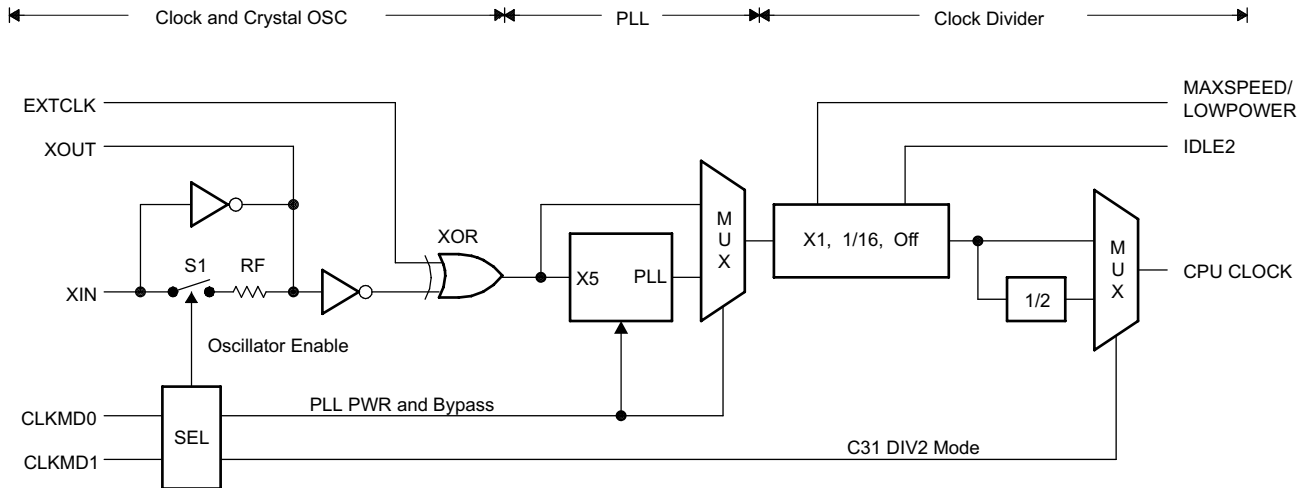 Clock and Crystal OSC
PLL
Clock Divider
EXTCLK
MAXSPEED/
LOWPOWER
XOUT
IDLE2
XOR
MUX
X1, 1/16, Off
MUX
S1
RF
X5
PLL
XIN
1/2
CPU CLOCK
Oscillator Enable
CLKMD0
PLL PWR and Bypass
SEL
CLKMD1
C31 DIV2 Mode